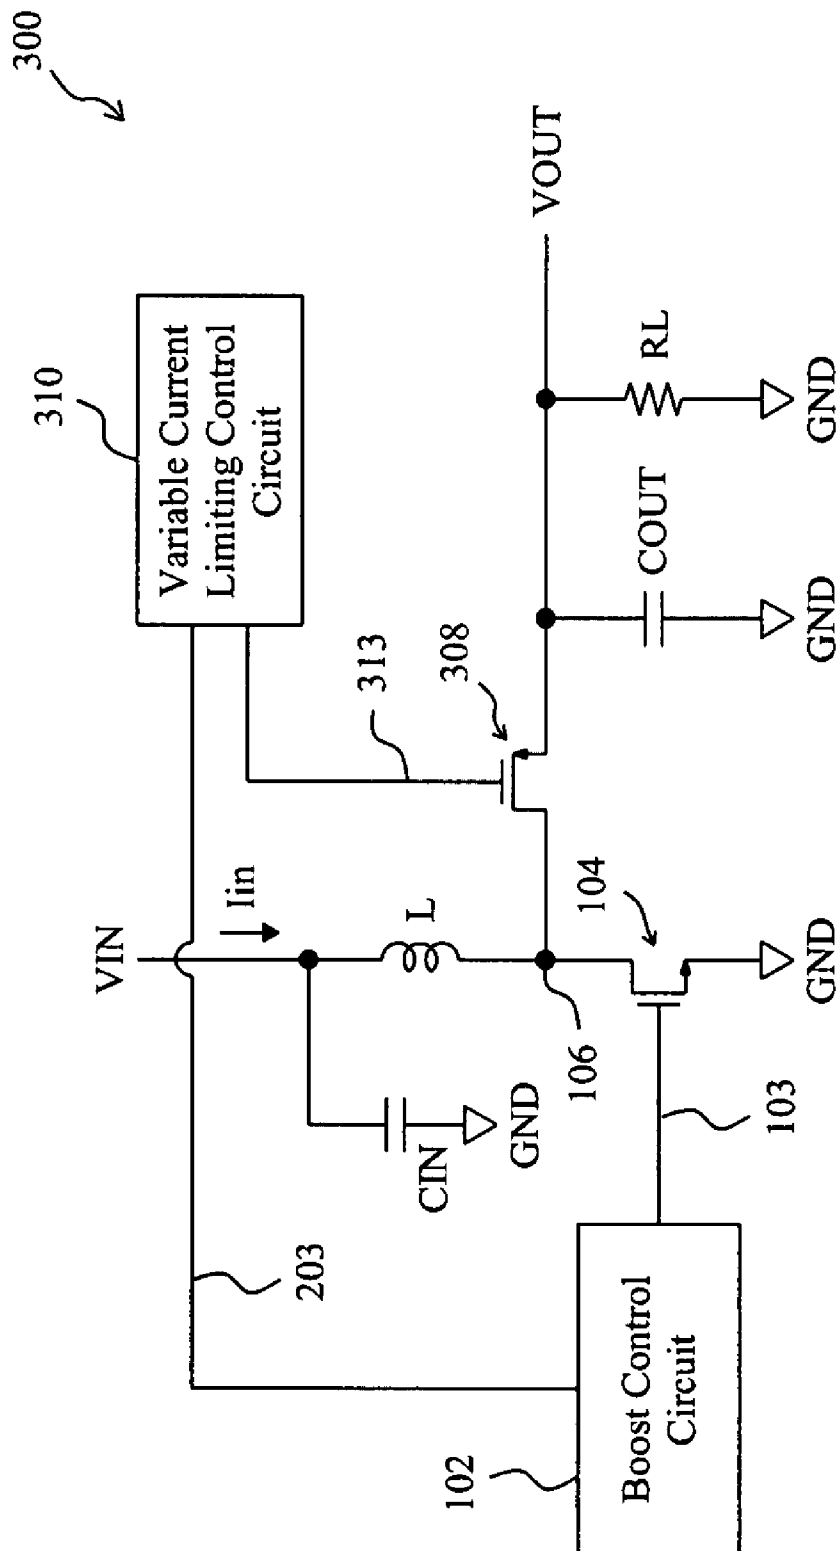 300
310
Variable Current
Limiting Control
Circuit
VIN
Iin
313
308
VOUT
203
CIN
GND
L
106
104
COUT
RL
GND
GND
GND
103
102
Boost Control
Circuit